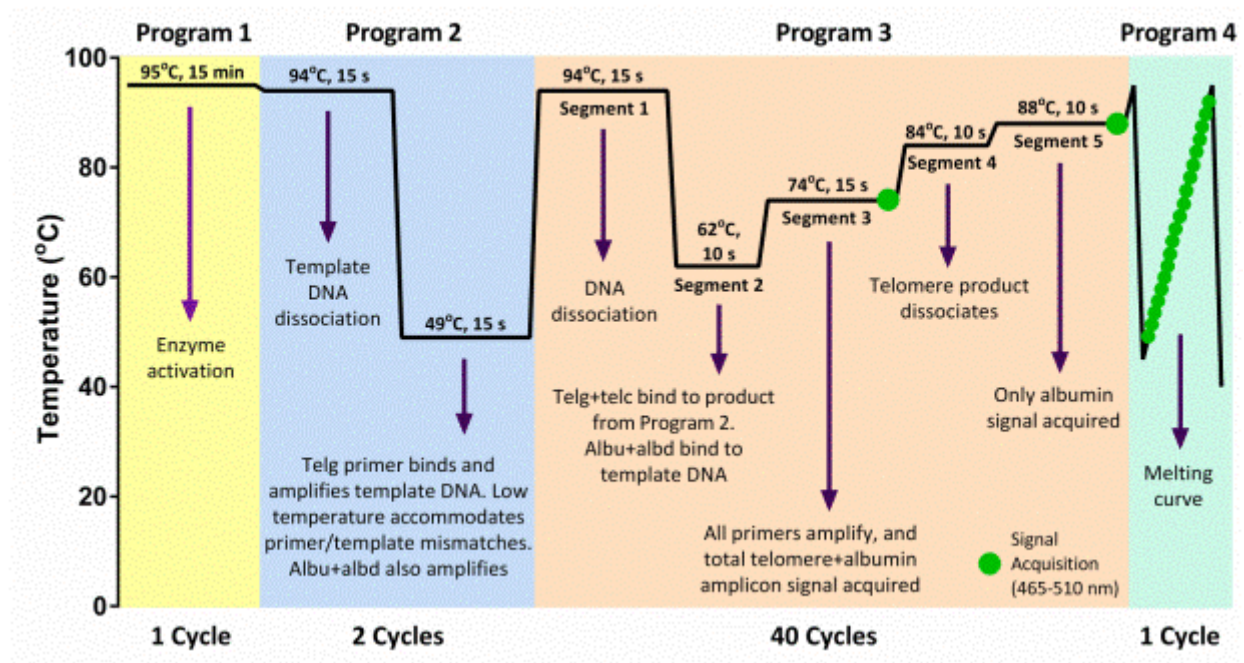 Program 1
Program 2
Program 3
Program 4
Temperature (°C)
100
80
60
40
20
0
95°C, 15 min
Enzyme
activation
94°C, 15 s
Template
DNA
dissociation
49°C, 15 s
Telg primer binds and
amplifies template DNA. Low
temperature accommodates
primer/template mismatches.
Albu+albd also amplifies
94°C, 15 s
Segment 1
DNA
dissociation
62°C,
10 s
Segment 2
Telg+telc bind to product
from Program 2.
Albu+albd bind to
template DNA
74°C, 15 s
Segment 3
All primers amplify, and
total telomere+albumin
amplicon signal acquired
84°C, 10 s
Segment 4
Telomere product
dissociates
88°C, 10 s
Segment 5
Only albumin
signal acquired
Signal
Acquisition
(465-510 nm)
Melting
curve
1 Cycle
2 Cycles
40 Cycles
1 Cycle